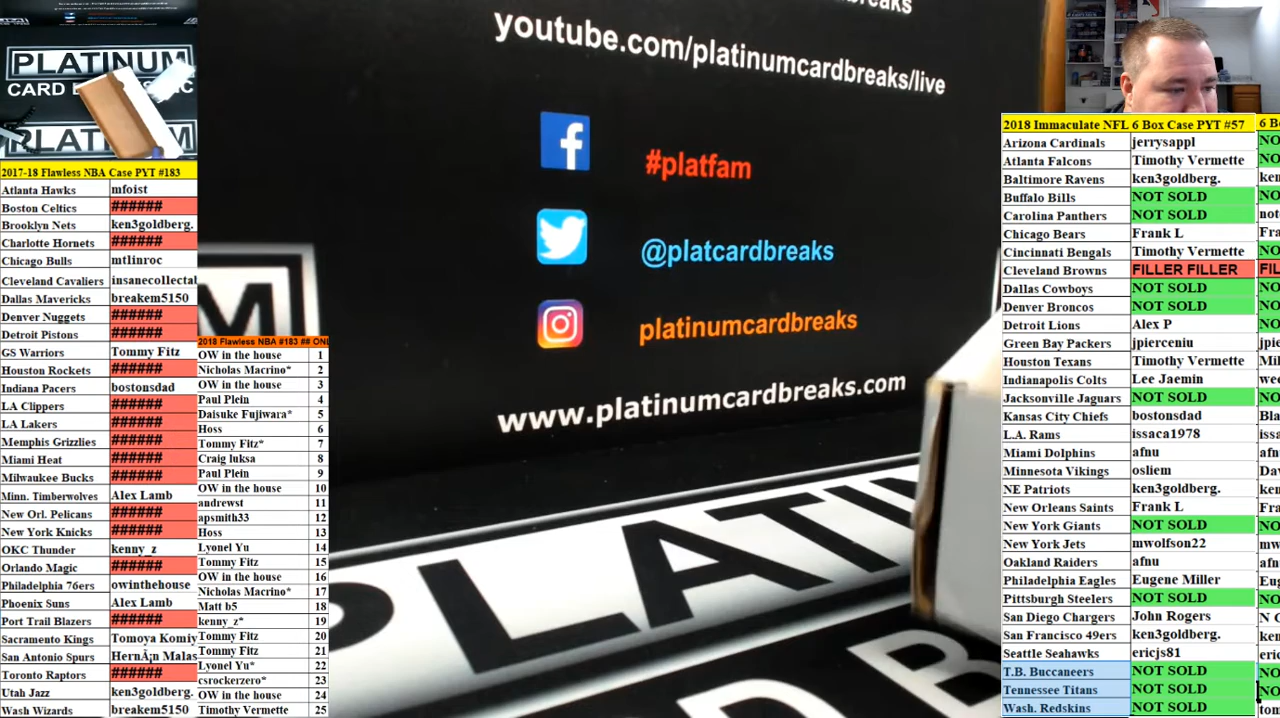 PLATINUM
CARD
PLATINUM
2017-18 Flawless NBA Case PYT #183
Atlanta Hawks mfoist
Boston Celtics ######
Brooklyn Nets ken3goldberg.
Charlotte Hornets ######
Chicago Bulls mtlinroc
Cleveland Cavaliers insanecollectal
Dallas Mavericks breakem5150
Denver Nuggets ######
Detroit Pistons ######
GS Warriors Tommy Fitz
Houston Rockets ######
Indiana Pacers bostonsdad
LA Clippers ######
LA Lakers ######
Memphis Grizzlies ######
Miami Heat ######
Milwaukee Bucks ######
Minn. Timberwolves Alex Lamb
New Orl. Pelicans ######
New York Knicks ######
OKC Thunder kenny_z
Orlando Magic ######
Philadelphia 76ers owinthehouse
Phoenix Suns Alex Lamb
Port Trail Blazers ######
Sacramento Kings Tomoya Komiy
San Antonio Spurs HernÃ¡n Malas
Toronto Raptors ######
Utah Jazz ken3goldberg.
Wash Wizards breakem5150
2018 Flawless NBA #183 ## ONL
OW in the house 1
Nicholas Macrino* 2
OW in the house 3
Paul Plein 4
Daisuke Fujiwara* 5
Hoss 6
Tommy Fitz* 7
Craig luksa 8
Paul Plein 9
OW in the house 10
andrewst 11
apsmith33 12
Hoss 13
Lyonel Yu 14
Tommy Fitz 15
OW in the house 16
Nicholas Macrino* 17
Matt b5 18
kenny_z* 19
Tommy Fitz 20
Tommy Fitz 21
Lyonel Yu* 22
csrockerzero* 23
OW in the house 24
Timothy Vermette 25
youtube.com/platinumcardbreaks/live
#platfam
@platcardbreaks
platinumcardbreaks
www.platinumcardbreaks.com
PLATIN
2018 Immaculate NFL 6 Box Case PYT #57
Arizona Cardinals jerrysappl
Atlanta Falcons Timothy Vermette
Baltimore Ravens ken3goldberg.
Buffalo Bills NOT SOLD
Carolina Panthers NOT SOLD
Chicago Bears Frank L
Cincinnati Bengals Timothy Vermette
Cleveland Browns FILLER FILLER
Dallas Cowboys NOT SOLD
Denver Broncos NOT SOLD
Detroit Lions Alex P
Green Bay Packers jpierceniu
Houston Texans Timothy Vermette
Indianapolis Colts Lee Jaemin
Jacksonville Jaguars NOT SOLD
Kansas City Chiefs bostonsdad
L.A. Rams issaca1978
Miami Dolphins afnu
Minnesota Vikings osliem
NE Patriots ken3goldberg.
New Orleans Saints Frank L
New York Giants NOT SOLD
New York Jets mwolfson22
Oakland Raiders afnu
Philadelphia Eagles Eugene Miller
Pittsburgh Steelers NOT SOLD
San Diego Chargers John Rogers
San Francisco 49ers ken3goldberg.
Seattle Seahawks ericjs81
T.B. Buccaneers NOT SOLD
Tennessee Titans NOT SOLD
Wash. Redskins NOT SOLD